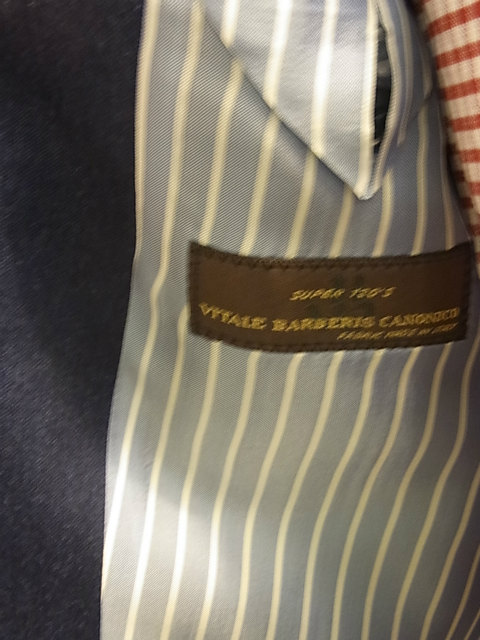 SUPER 130'S
VITALE BARBERIS CANONICO
FABRIC MADE IN ITALY